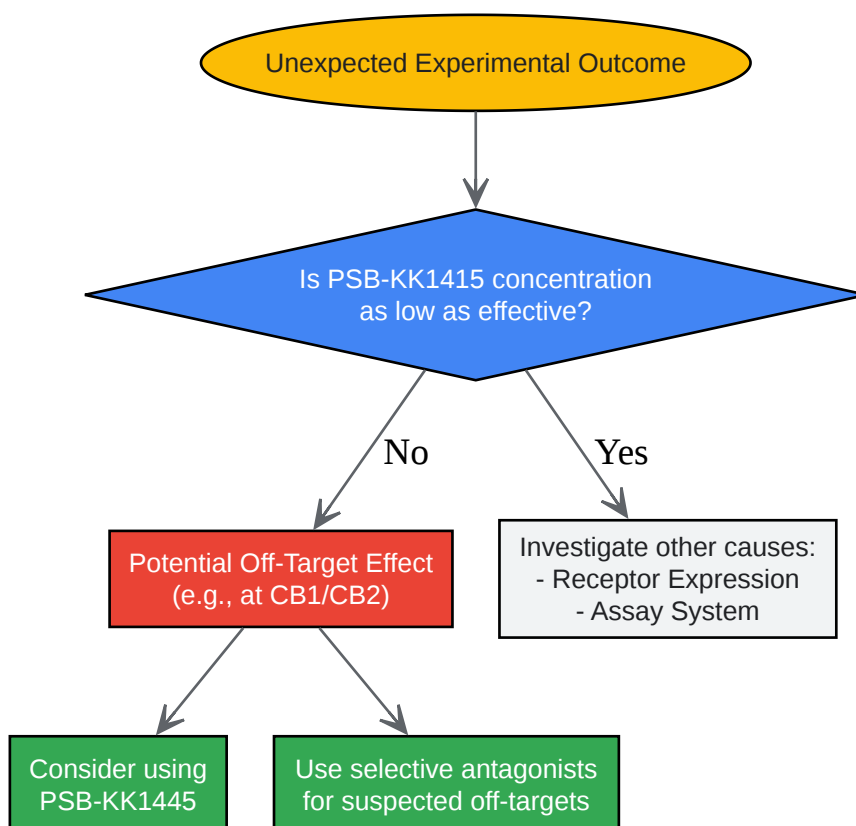 Unexpected Experimental Outcome
Is PSB-KK1415 concentration
as low as effective?
No
Yes
Potential Off-Target Effect
(e.g., at CB1/CB2)
Investigate other causes:
- Receptor Expression
- Assay System
Consider using
PSB-KK1445
Use selective antagonists
for suspected off-targets